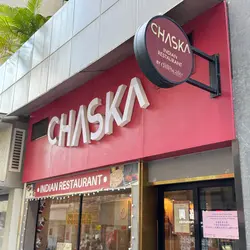 CHASKA
INDIAN
RESTAURANT
CHASKA
• INDIAN RESTAURANT •